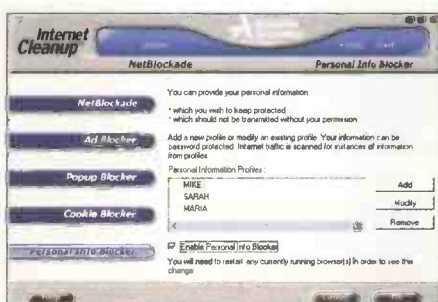 Internet
Cleanup
NetBlockade Personal Info Blocker
NetBlockade
Ad Blocker
Popup Blocker
Cookie Blocker
Personal Info Blocker
You can provide your personal information
* which you wish to keep protected
* which should not be transmitted without your permission
Add a new profile or modify an existing profile. Your information can be
password protected. Internet traffic is scanned for instances of information
from profiles
Personal Information Profiles :
MIKE
SARAH
MARIA
Add
Modify
Remove
Enable Personal Info Blocker
You will need to restart any currently running browser(s) in order to see this
change